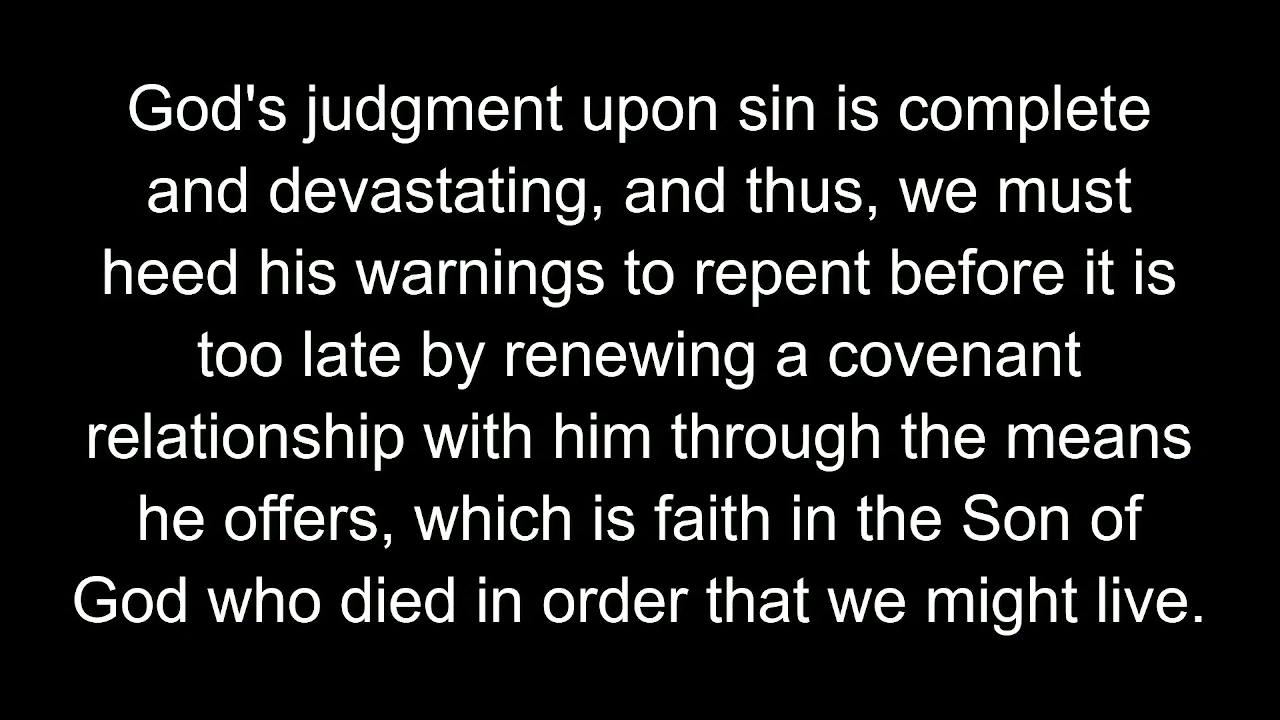 God's judgment upon sin is complete
and devastating, and thus, we must
heed his warnings to repent before it is
too late by renewing a covenant
relationship with him through the means
he offers, which is faith in the Son of
God who died in order that we might live.